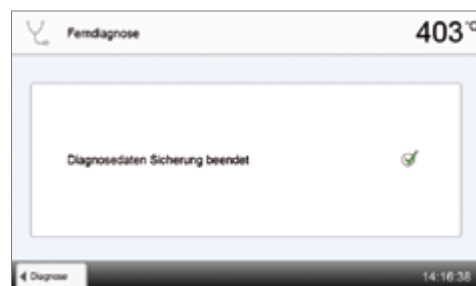 Ferndiagnose 403 °C
Diagnosedaten Sicherung beendet
Diagnose 14:16:38